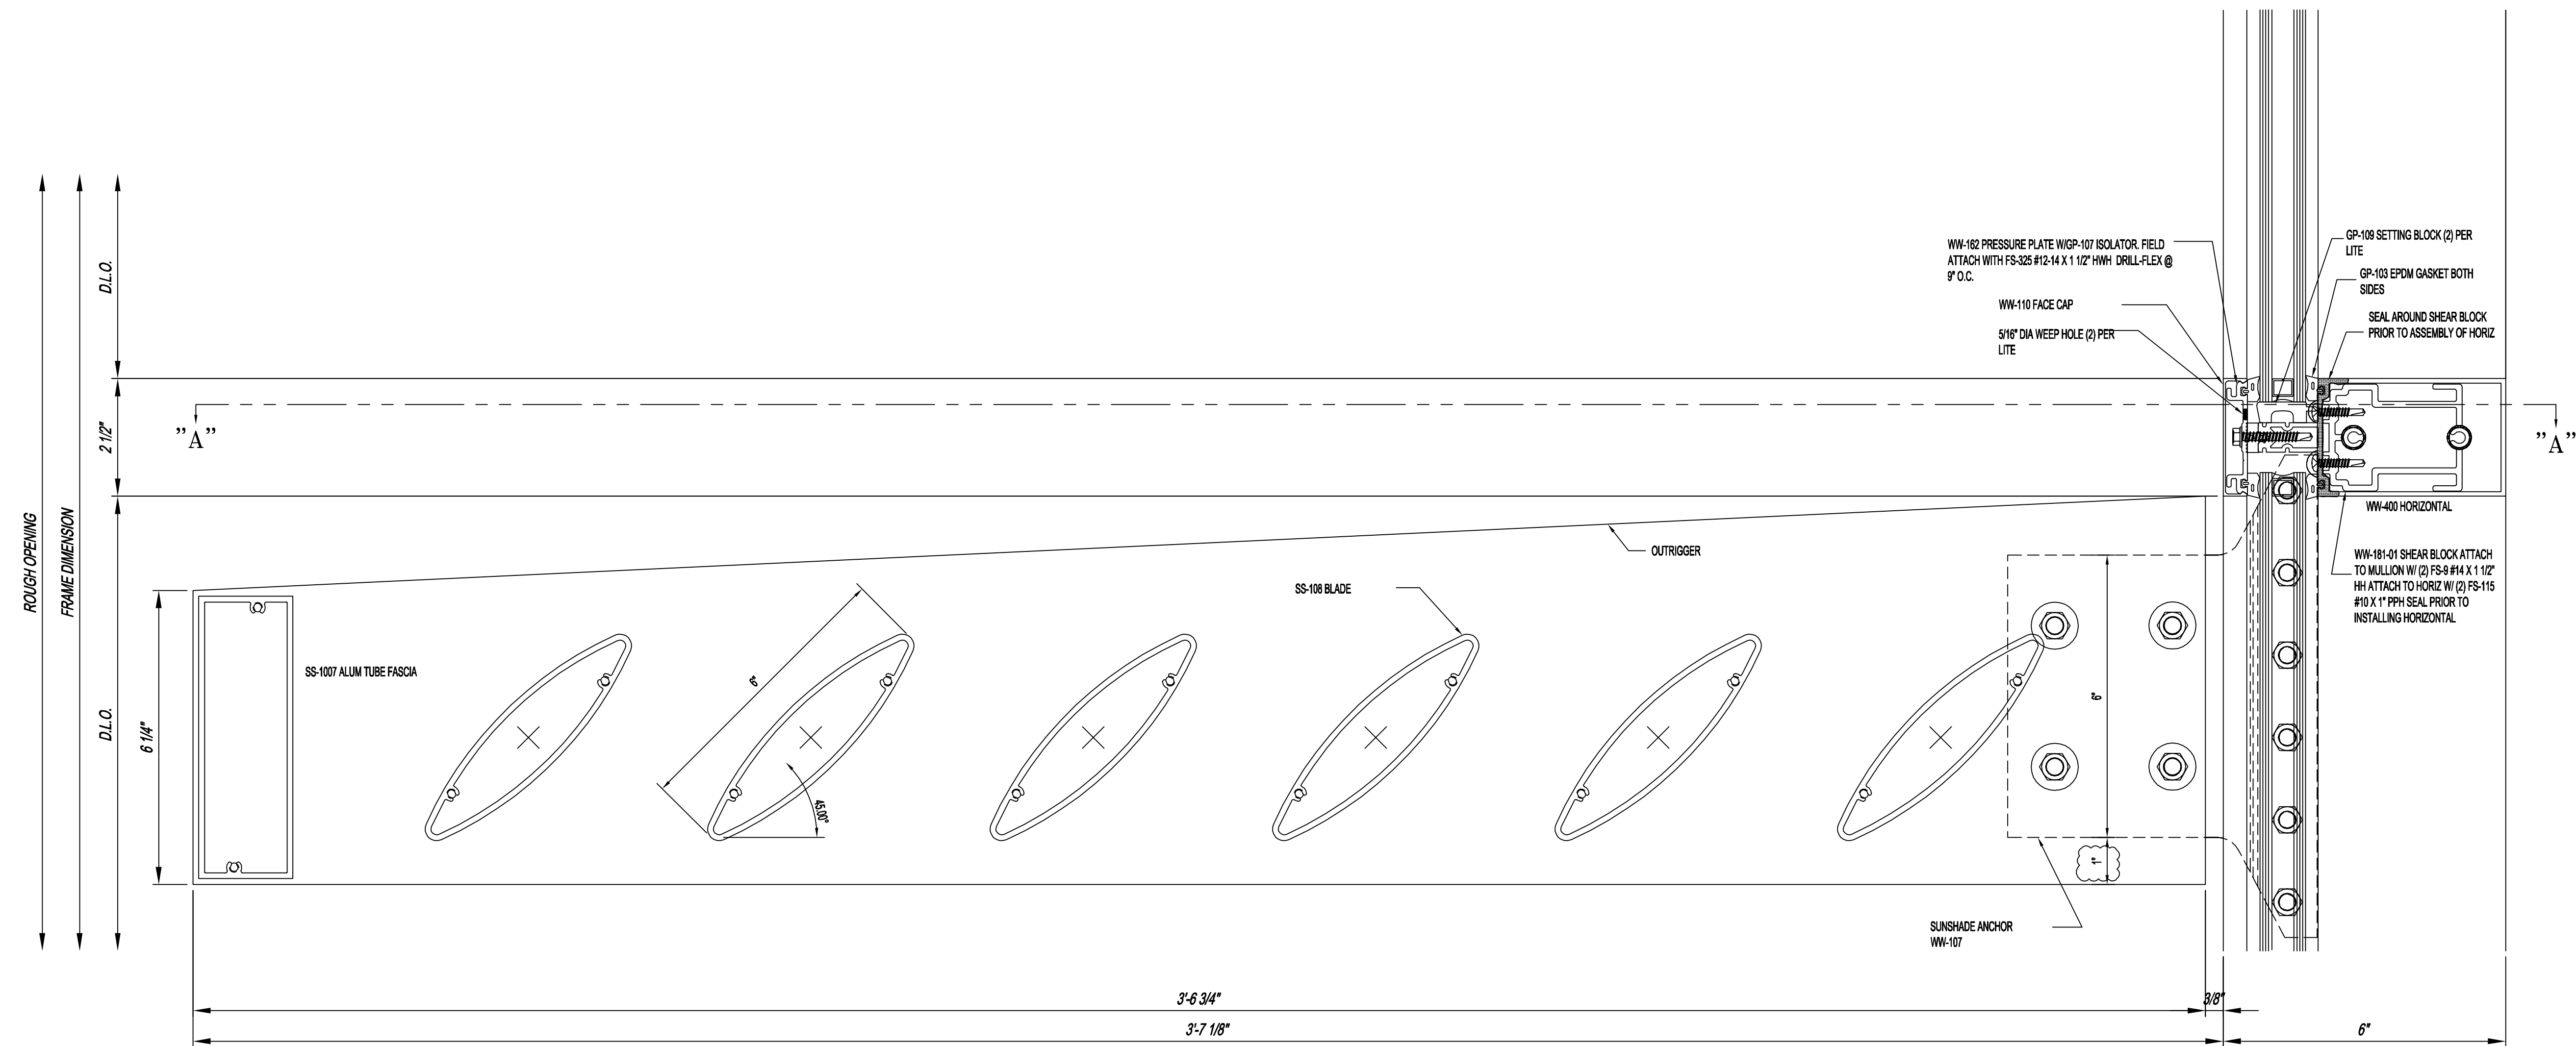 WW-162 PRESSURE PLATE W/GP-107 ISOLATOR. FIELD
ATTACH WITH FS-325 #12-14 X 1 1/2" HWH  DRILL-FLEX @
9" O.C.
WW-110 FACE CAP
5/16" DIA WEEP HOLE (2) PER
LITE
GP-109 SETTING BLOCK (2) PER
LITE
GP-103 EPDM GASKET BOTH
SIDES
SEAL AROUND SHEAR BLOCK
PRIOR TO ASSEMBLY OF HORIZ
D.L.O.
2 1/2"
"A"
"A"
WW-400 HORIZONTAL
WW-181-01 SHEAR BLOCK ATTACH
TO MULLION W/ (2) FS-9 #14 X 1 1/2"
HH ATTACH TO HORIZ W/ (2) FS-115
#10 X 1" PPH SEAL PRIOR TO
INSTALLING HORIZONTAL
ROUGH OPENING
FRAME DIMENSION
D.L.O.
6 1/4"
OUTRIGGER
SS-108 BLADE
SS-1007 ALUM TUBE FASCIA
6"
45.00°
6"
1"
SUNSHADE ANCHOR
WW-107
3'-6 3/4"
3/8"
3'-7 1/8"
6"